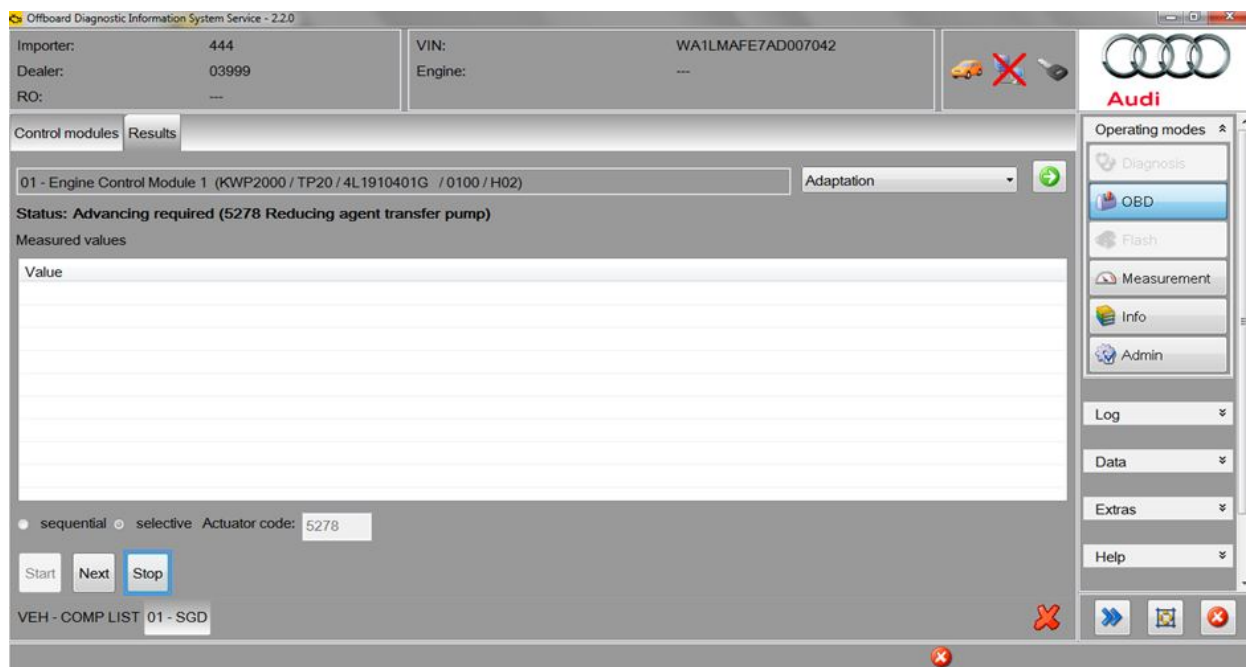 Offboard Diagnostic Information System Service - 2.2.0
Importer: 444
Dealer: 03999
RO: ---
VIN: WA1LMAFE7AD007042
Engine: ---
Audi
Control modules Results
01 - Engine Control Module 1 (KWP2000 / TP20 / 4L1910401G / 0100 / H02)
Adaptation
Status: Advancing required (5278 Reducing agent transfer pump)
Measured values
Value
sequential selective Actuator code: 5278
Start Next Stop
VEH - COMP LIST 01 - SGD
Operating modes
Diagnosis
OBD
Flash
Measurement
Info
Admin
Log
Data
Extras
Help